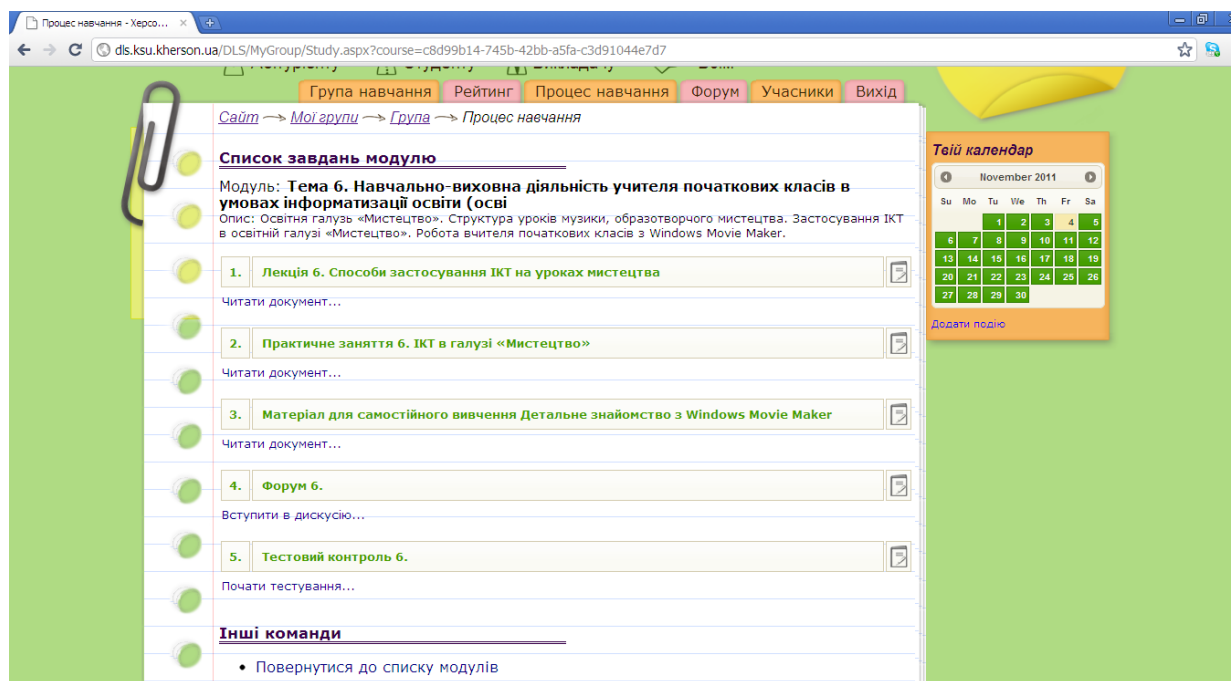 Процес навчання - Херсо...
dls.ksu.kherson.ua/DLS/MyGroup/Study.aspx?course=c8d99b14-745b-42bb-a5fa-c3d91044e7d7
Група навчання Рейтинг Процес навчання Форум Учасники Вихід
Сайт → Мої групи → Група → Процес навчання
Список завдань модулю
Модуль: Тема 6. Навчально-виховна діяльність учителя початкових класів в
умовах інформатизації освіти (осві
Опис: Освітня галузь «Мистецтво». Структура уроків музики, образотворчого мистецтва. Застосування ІКТ
в освітній галузі «Мистецтво». Робота вчителя початкових класів з Windows Movie Maker.
1. Лекція 6. Способи застосування ІКТ на уроках мистецтва
Читати документ...
2. Практичне заняття 6. ІКТ в галузі «Мистецтво»
Читати документ...
3. Матеріал для самостійного вивчення Детальне знайомство з Windows Movie Maker
Читати документ...
4. Форум 6.
Вступити в дискусію...
5. Тестовий контроль 6.
Почати тестування...
Інші команди
• Повернутися до списку модулів
Твій календар
November 2011
Su Mo Tu We Th Fr Sa
1 2 3 4 5
6 7 8 9 10 11 12
13 14 15 16 17 18 19
20 21 22 23 24 25 26
27 28 29 30
Додати подію